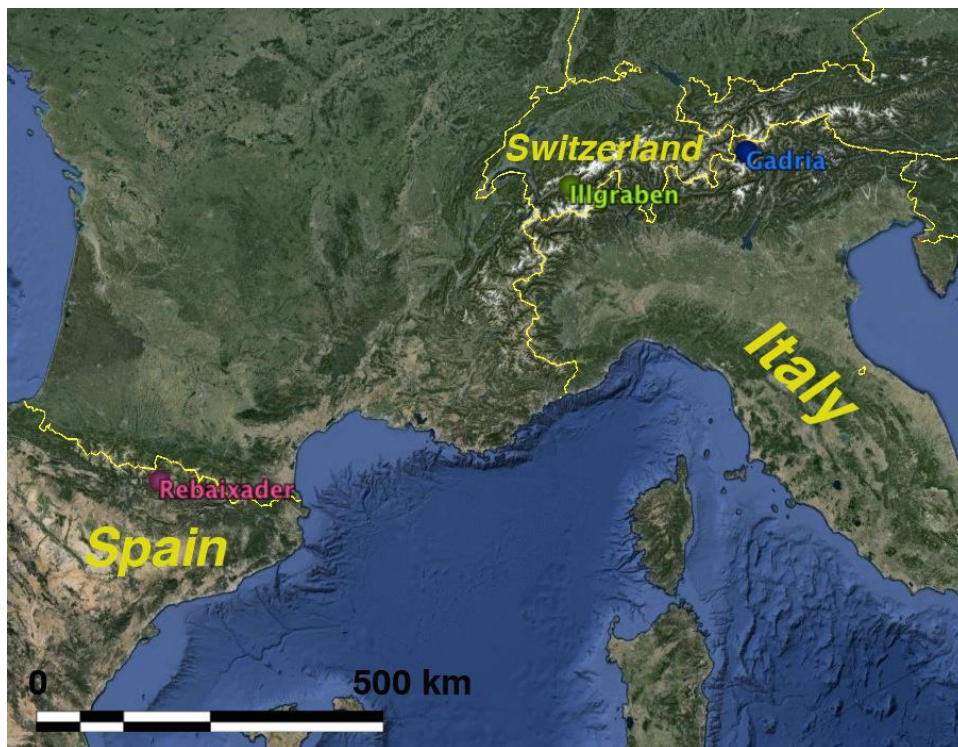 Switzerland
Gadria
Illgraben
Italy
Rebaixader
Spain
0 500 km